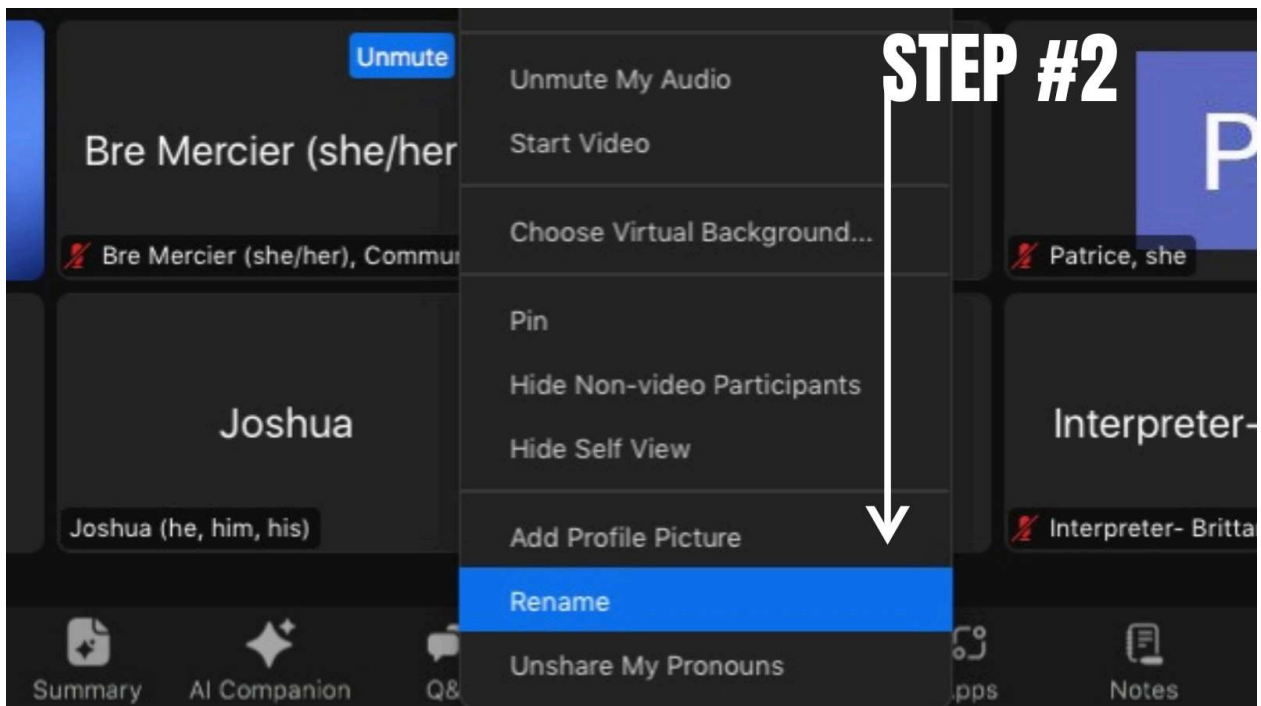 STEP #2
Unmute
Bre Mercier (she/her
Bre Mercier (she/her), Commu
Joshua
Joshua (he, him, his)
Unmute My Audio
Start Video
Choose Virtual Background...
Pin
Hide Non-video Participants
Hide Self View
Add Profile Picture
Rename
Unshare My Pronouns
P
Patrice, she
Interpreter-
Interpreter- Britta
Summary
AI Companion
Q&
pps
Notes